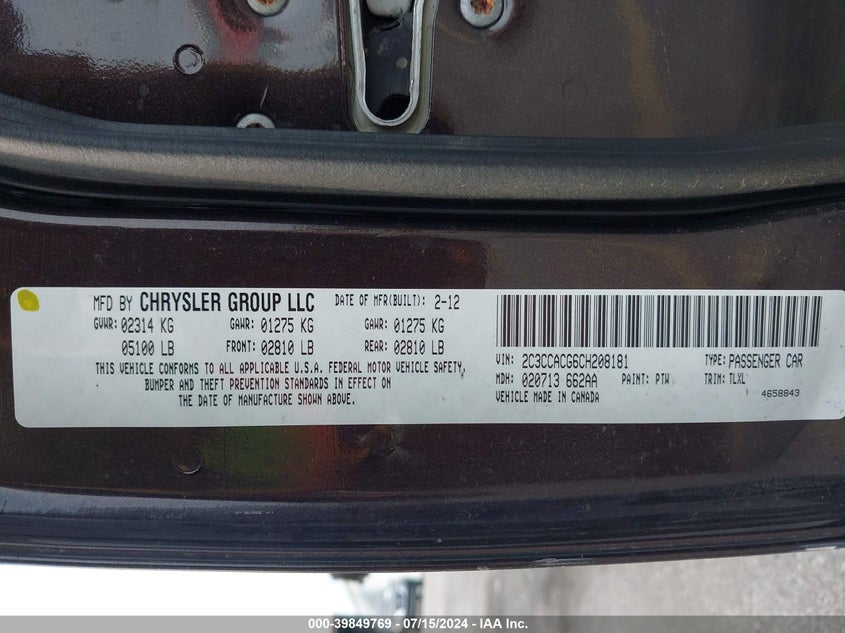 MFD BY CHRYSLER GROUP LLC DATE OF MFR(BUILT): 2-12
GVWR: 02314 KG GAWR: 01275 KG GAWR: 01275 KG
05100 LB FRONT: 02810 LB REAR: 02810 LB
THIS VEHICLE CONFORMS TO ALL APPLICABLE U.S.A. FEDERAL MOTOR VEHICLE SAFETY,
BUMPER AND THEFT PREVENTION STANDARDS IN EFFECT ON
THE DATE OF MANUFACTURE SHOWN ABOVE.
VIN: 2C3CCACG6CH208181 TYPE: PASSENGER CAR
MDH: 020713 662AA PAINT: PTW TRIM: TLXL
VEHICLE MADE IN CANADA 4658843
000-39849769 - 07/15/2024 - IAA Inc.